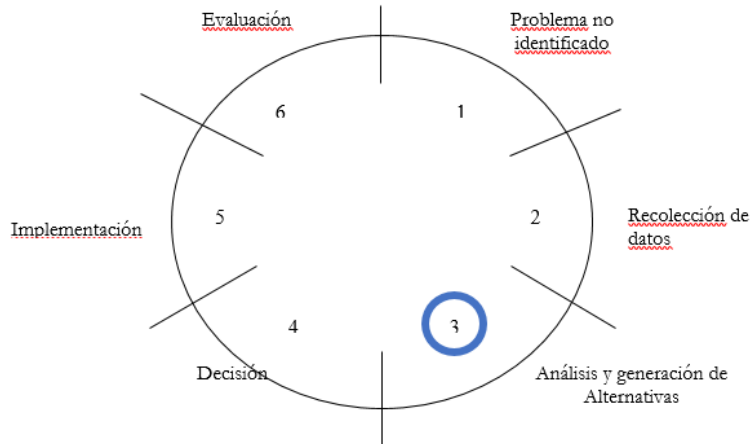 Evaluación
Problema no
identificado
6
1
Implementación
5
2
Recolección de
datos
4
3
Decisión
Análisis y generación de
Alternativas